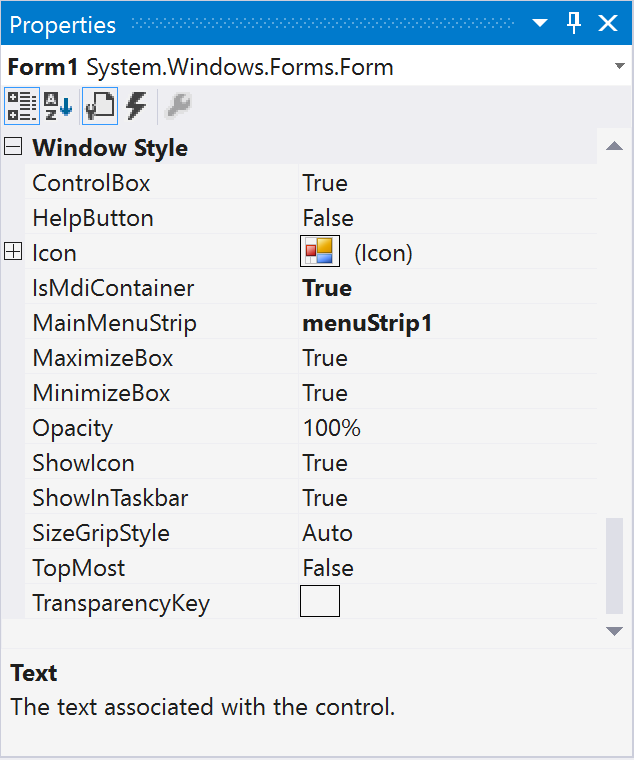 Properties
Form1 System.Windows.Forms.Form
A
Z
Window Style
ControlBox True
HelpButton False
Icon (Icon)
IsMdiContainer True
MainMenuStrip menuStrip1
MaximizeBox True
MinimizeBox True
Opacity 100%
ShowIcon True
ShowInTaskbar True
SizeGripStyle Auto
TopMost False
TransparencyKey
Text
The text associated with the control.